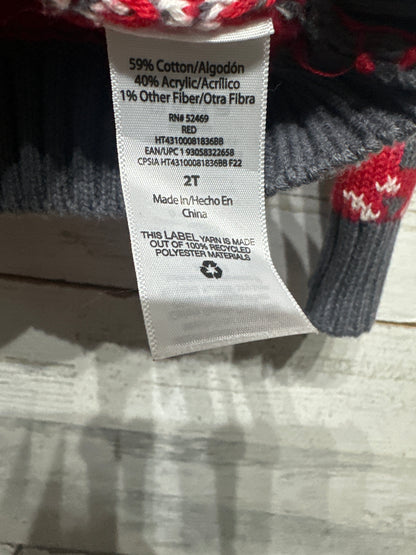 59% Cotton/Algodón
40% Acrylic/Acrílico
1% Other Fiber/Otra Fibra
RN# 52469
RED
HT43100081836BB
EAN/UPC 1 93058322658
CPSIA HT43100081836BB F22
2T
Made In/Hecho En
China
THIS LABEL YARN IS MADE
OUT OF 100% RECYCLED
POLYESTER MATERIALS